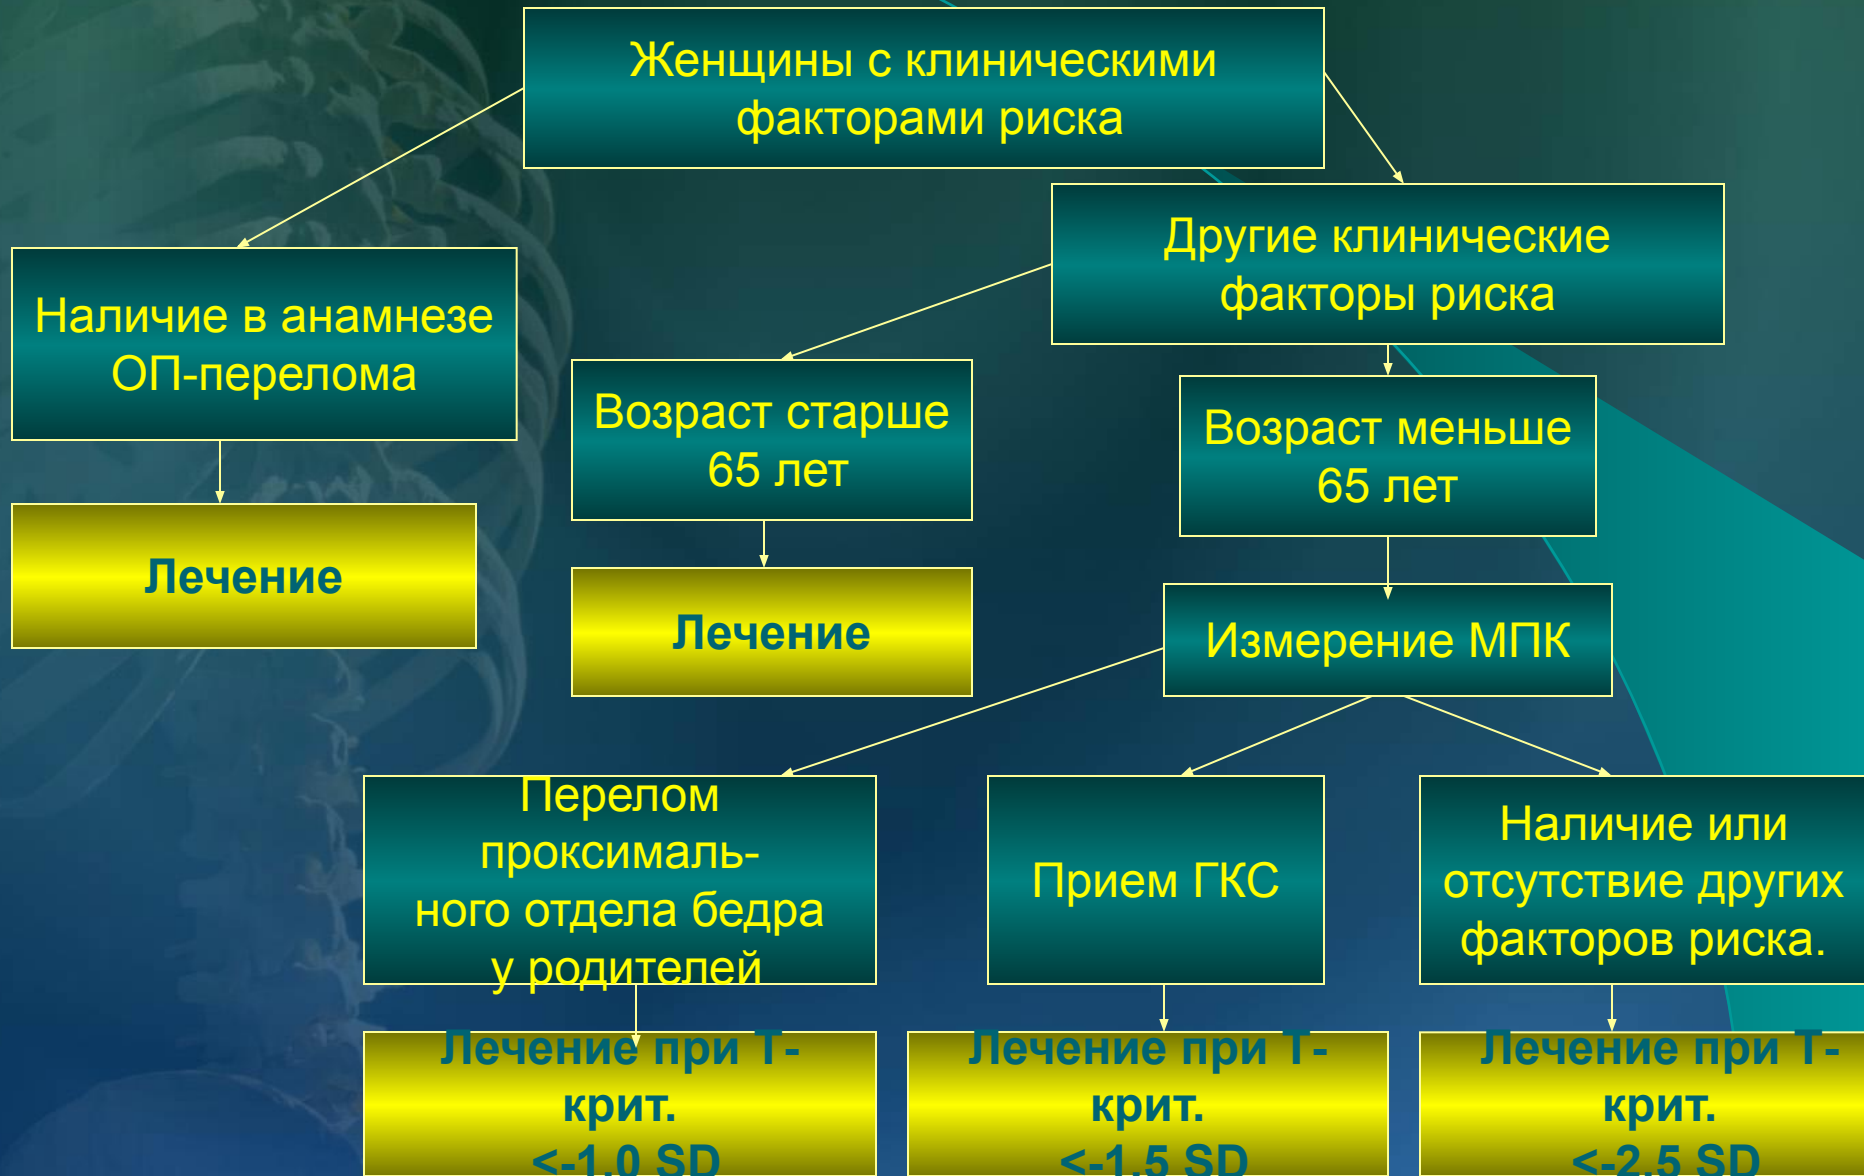 Женщины с клиническими
факторами риска
Другие клинические
факторы риска
Наличие в анамнезе
ОП-перелома
Возраст старше
65 лет
Возраст меньше
65 лет
Лечение
Лечение
Измерение МПК
Перелом
проксималь-
ного отдела бедра
у родителей
Прием ГКС
Наличие или
отсутствие других
факторов риска.
Лечение при Т-
крит.
<-1.0 SD
Лечение при Т-
крит.
<-1.5 SD
Лечение при Т-
крит.
<-2.5 SD